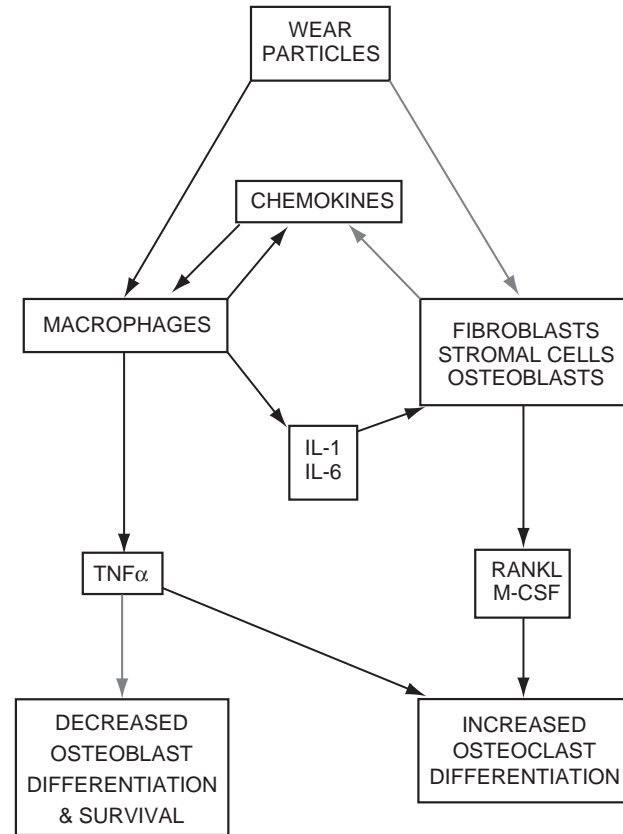 WEAR
PARTICLES
CHEMOKINES
MACROPHAGES
FIBROBLASTS
STROMAL CELLS
OSTEOBLASTS
IL-1
IL-6
TNFα
RANKL
M-CSF
DECREASED
OSTEOBLAST
DIFFERENTIATION
& SURVIVAL
INCREASED
OSTEOCLAST
DIFFERENTIATION